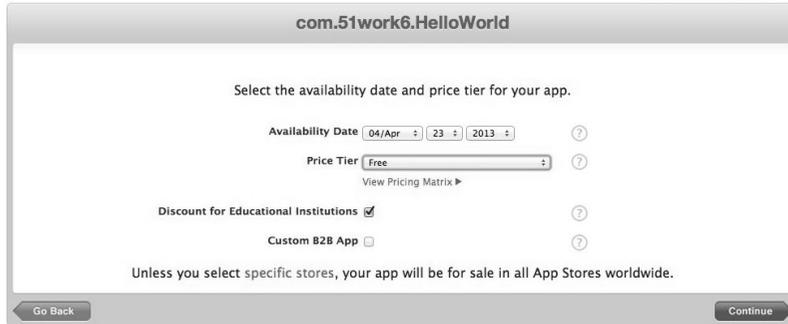 com.51work6.HelloWorld
Select the availability date and price tier for your app.
Availability Date 04/Apr 23 2013 ?
Price Tier Free ?
View Pricing Matrix ▶
Discount for Educational Institutions ?
Custom B2B App ?
Unless you select specific stores, your app will be for sale in all App Stores worldwide.
Go Back Continue